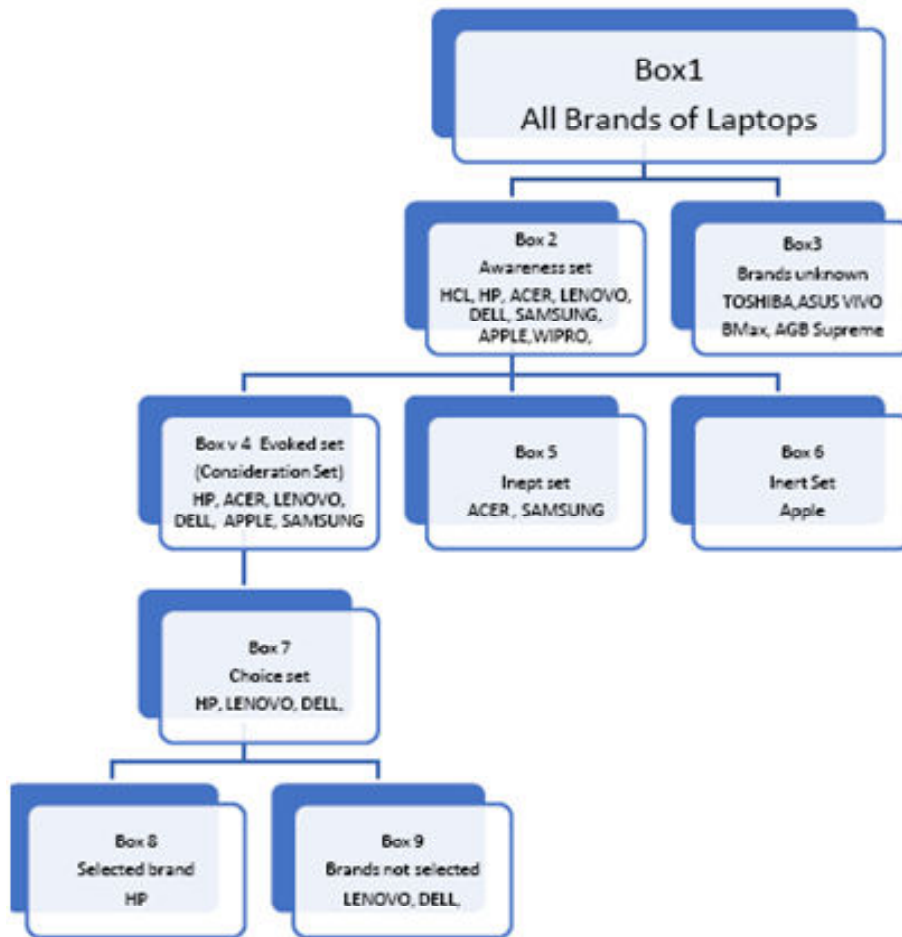 Box1
All Brands of Laptops
Box 2
Awareness set
HCL, HP, ACER, LENOVO,
DELL, SAMSUNG,
APPLE,WIPRO,
Box3
Brands unknown
TOSHIBA,ASUS VIVO
BMax, AGB Supreme
Box v 4 Evoked set
(Consideration Set)
HP, ACER, LENOVO,
DELL, APPLE, SAMSUNG
Box 5
Inept set
ACER , SAMSUNG
Box 6
Inert Set
Apple
Box 7
Choice set
HP, LENOVO, DELL,
Box 8
Selected brand
HP
Box 9
Brands not selected
LENOVO, DELL,